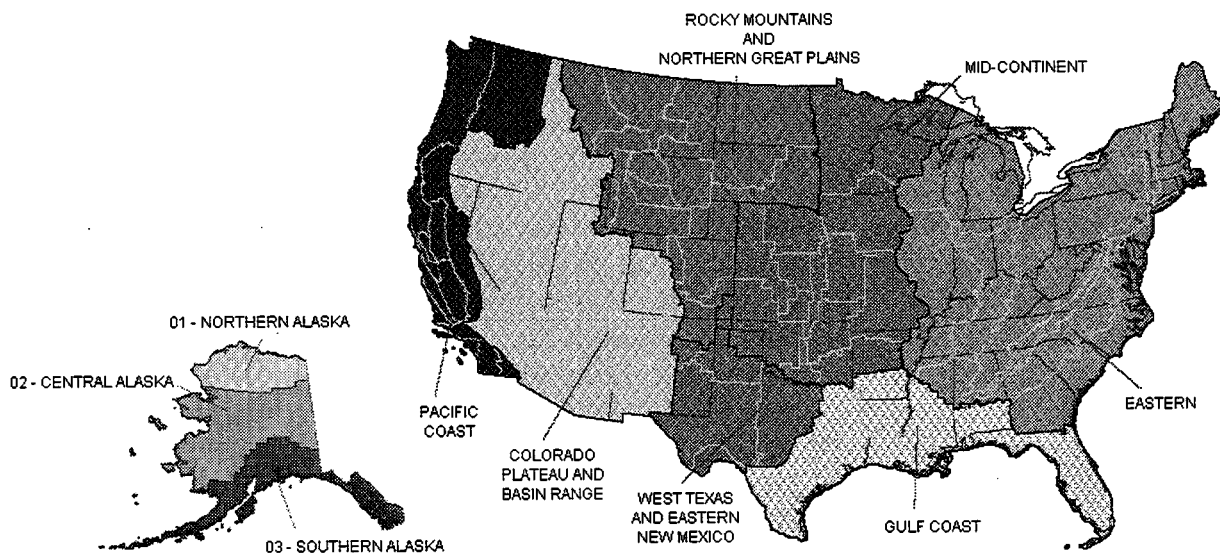 ROCKY MOUNTAINS
AND
NORTHERN GREAT PLAINS
MID-CONTINENT
01 - NORTHERN ALASKA
02 - CENTRAL ALASKA
PACIFIC
COAST
EASTERN
COLORADO
PLATEAU AND
BASIN RANGE
WEST TEXAS
AND EASTERN
NEW MEXICO
GULF COAST
03 - SOUTHERN ALASKA